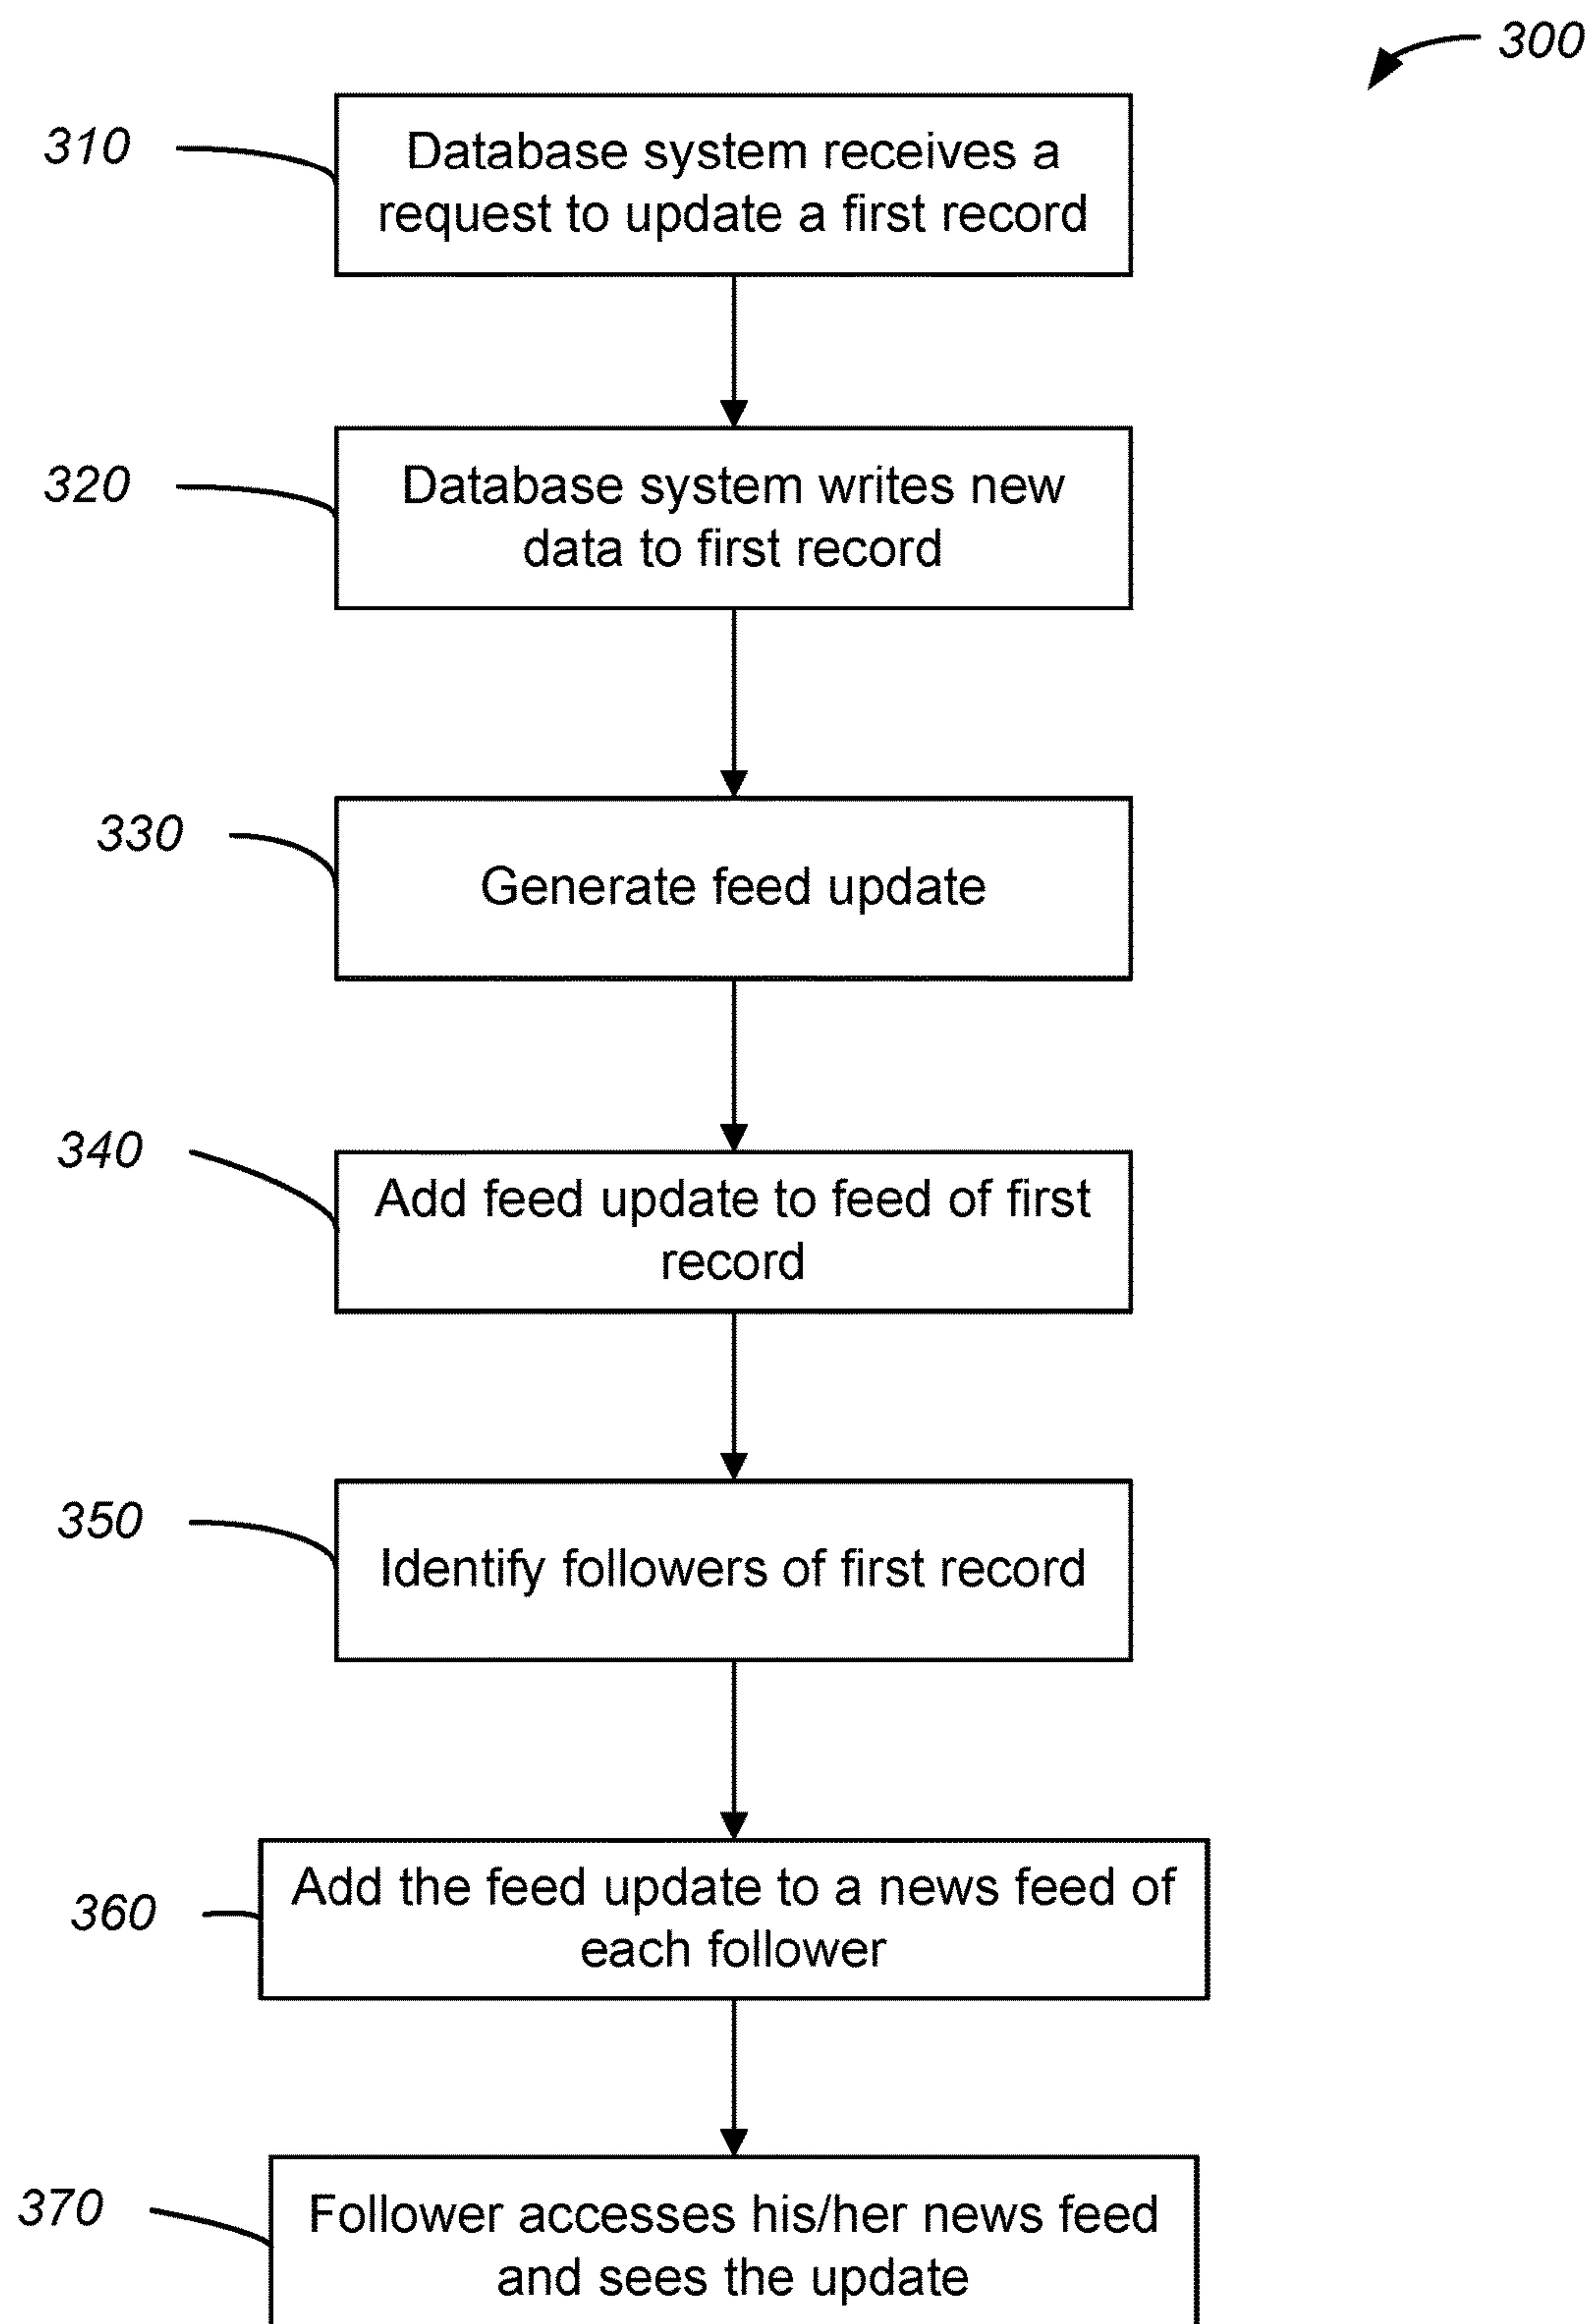 300
310
Database system receives a
request to update a first record
320
Database system writes new
data to first record
330
Generate feed update
340
Add feed update to feed of first
record
350
Identify followers of first record
360
Add the feed update to a news feed of
each follower
370
Follower accesses his/her news feed
and sees the update